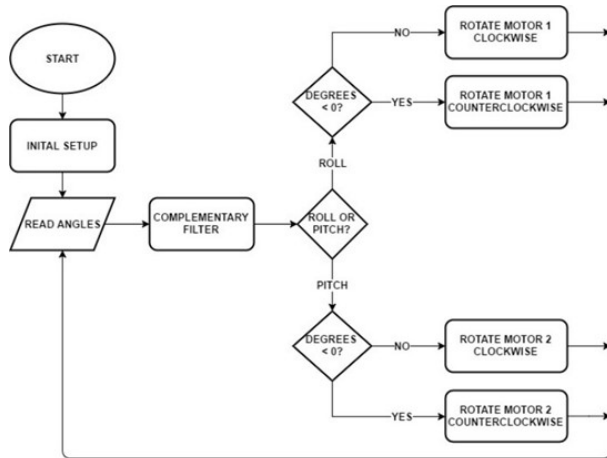 START
INITAL SETUP
READ ANGLES
COMPLEMENTARY
FILTER
ROLL OR
PITCH?
ROLL
DEGREES
< 0?
NO
ROTATE MOTOR 1
CLOCKWISE
YES
ROTATE MOTOR 1
COUNTERCLOCKWISE
PITCH
DEGREES
< 0?
NO
ROTATE MOTOR 2
CLOCKWISE
YES
ROTATE MOTOR 2
COUNTERCLOCKWISE